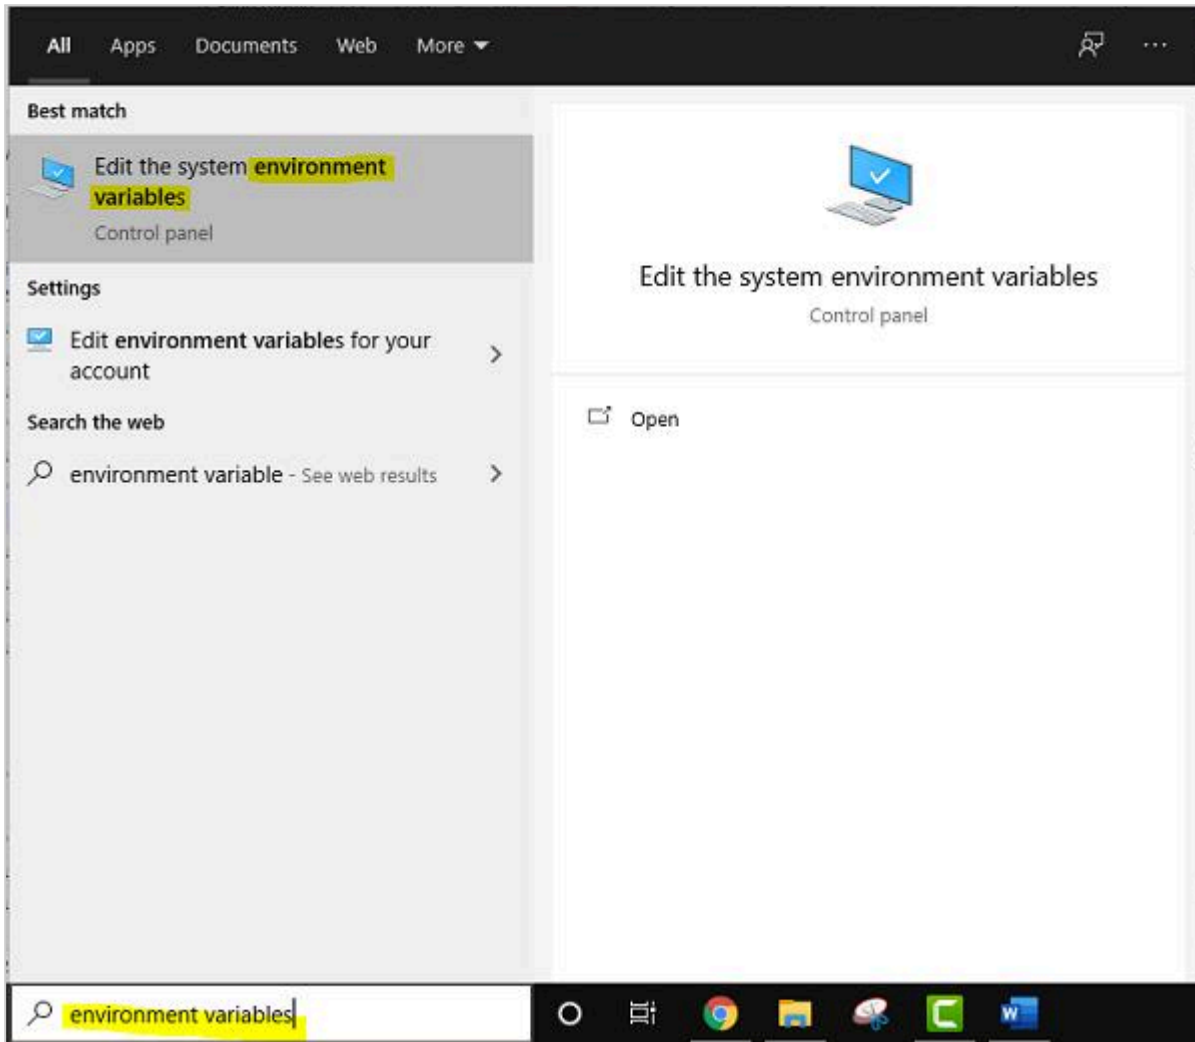 All Apps Documents Web More
Best match
Edit the system environment
variables
Control panel
Settings
Edit environment variables for your
account
Search the web
environment variable - See web results
Edit the system environment variables
Control panel
Open
environment variables
W